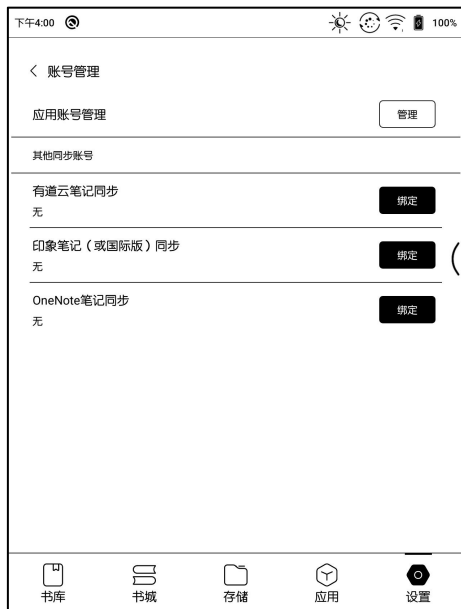 下午4:00 100%
账号管理
应用账号管理 管理
其他同步账号
有道云笔记同步
无
绑定
印象笔记（或国际版）同步
无
绑定
OneNote笔记同步
无
绑定
书库 书城 存储 应用 设置